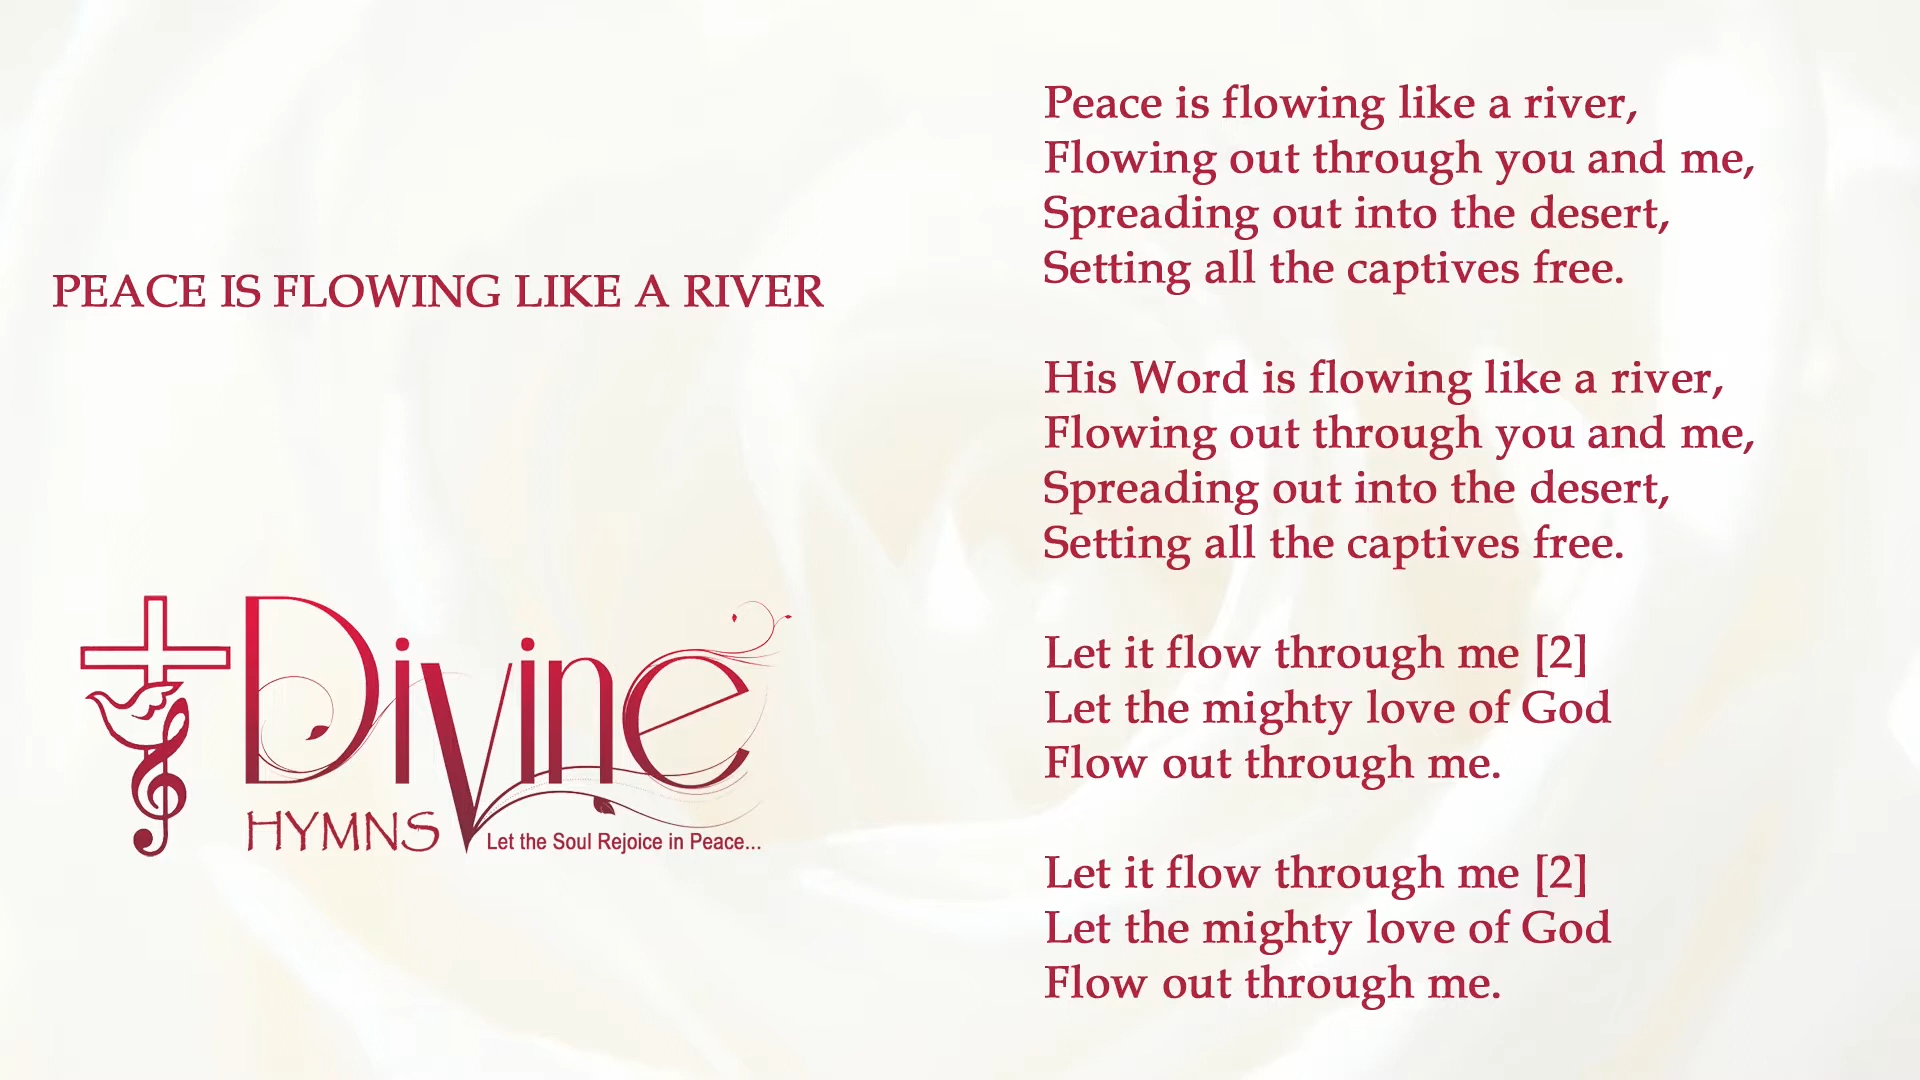 PEACE IS FLOWING LIKE A RIVER
Divine
HYMNS
Let the Soul Rejoice in Peace...
Peace is flowing like a river,
Flowing out through you and me,
Spreading out into the desert,
Setting all the captives free.
His Word is flowing like a river,
Flowing out through you and me,
Spreading out into the desert,
Setting all the captives free.
Let it flow through me [2]
Let the mighty love of God
Flow out through me.
Let it flow through me [2]
Let the mighty love of God
Flow out through me.